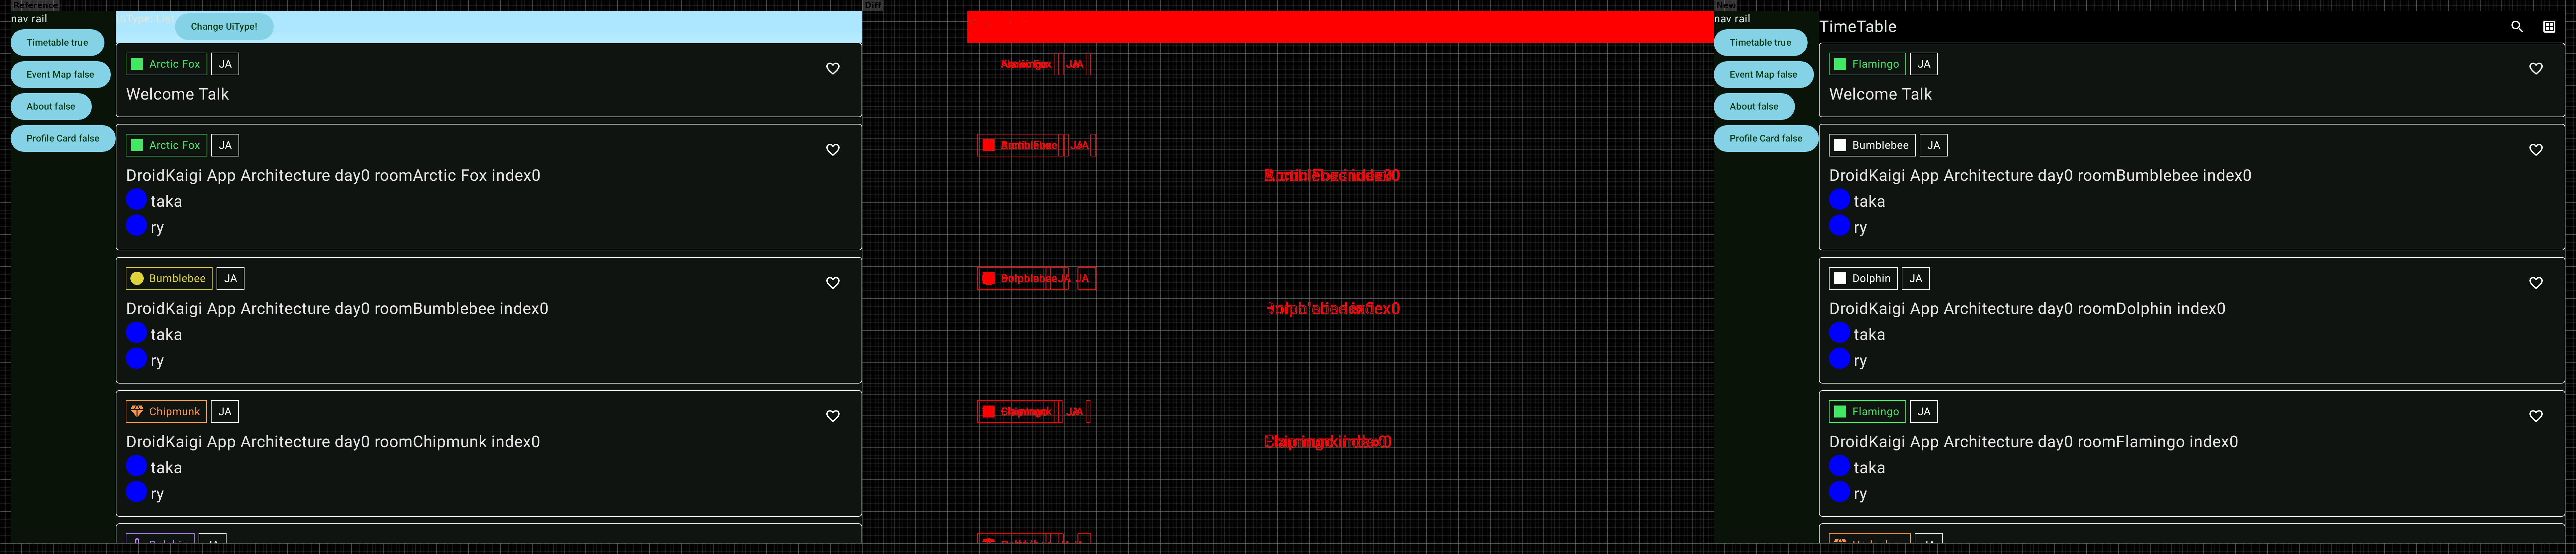 Reference
nav rail
Timetable true
Event Map false
About false
Profile Card false
Change UiType!
Arctic Fox JA
Welcome Talk
Arctic Fox JA
DroidKaigi App Architecture day0 roomArctic Fox index0
taka
ry
Bumblebee JA
DroidKaigi App Architecture day0 roomBumblebee index0
taka
ry
Chipmunk JA
DroidKaigi App Architecture day0 roomChipmunk index0
taka
ry
Dolphin JA
Diff
New
nav rail
Timetable true
Event Map false
About false
Profile Card false
TimeTable
Flamingo JA
Welcome Talk
Bumblebee JA
DroidKaigi App Architecture day0 roomBumblebee index0
taka
ry
Dolphin JA
DroidKaigi App Architecture day0 roomDolphin index0
taka
ry
Flamingo JA
DroidKaigi App Architecture day0 roomFlamingo index0
taka
ry
Hedgehog JA